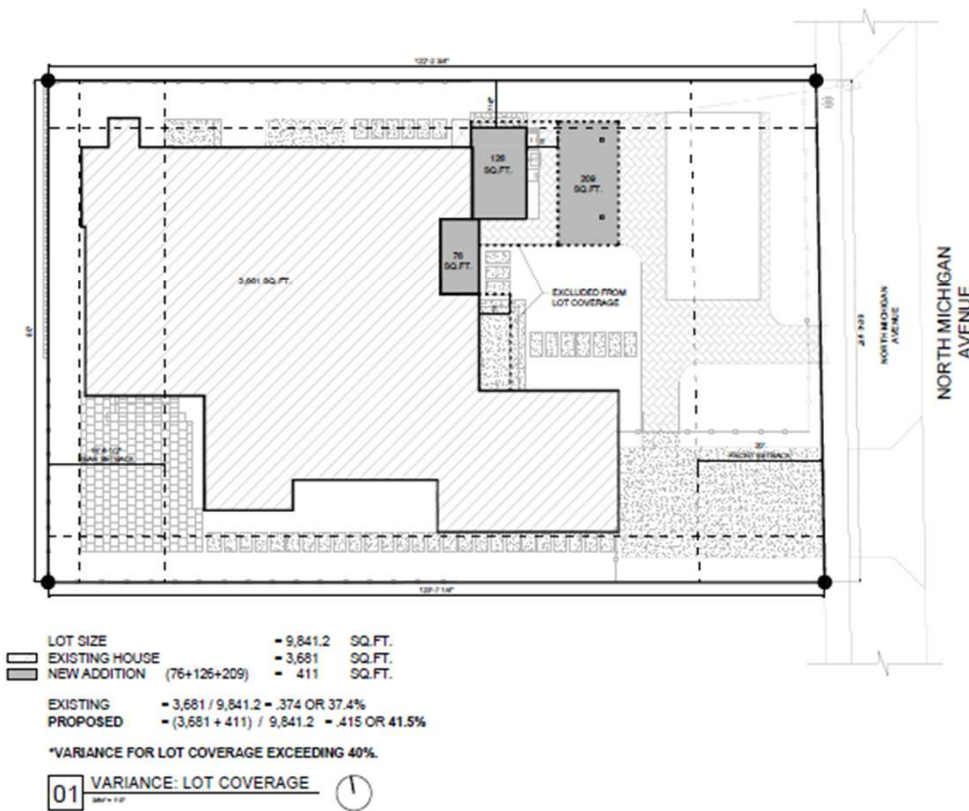 126
SQ.FT.
209
SQ.FT.
76
SQ.FT.
3,681 SQ.FT.
EXCLUDED FROM
LOT COVERAGE
NORTH MICHIGAN
AVENUE
NORTH MICHIGAN
AVENUE
REAR SETBACK
20'
FRONT SETBACK
LOT SIZE = 9,841.2 SQ.FT.
EXISTING HOUSE = 3,681 SQ.FT.
NEW ADDITION (76+126+209) = 411 SQ.FT.
EXISTING = 3,681 / 9,841.2 = .374 OR 37.4%
PROPOSED = (3,681 + 411) / 9,841.2 = .415 OR 41.5%
*VARIANCE FOR LOT COVERAGE EXCEEDING 40%.
01 VARIANCE: LOT COVERAGE